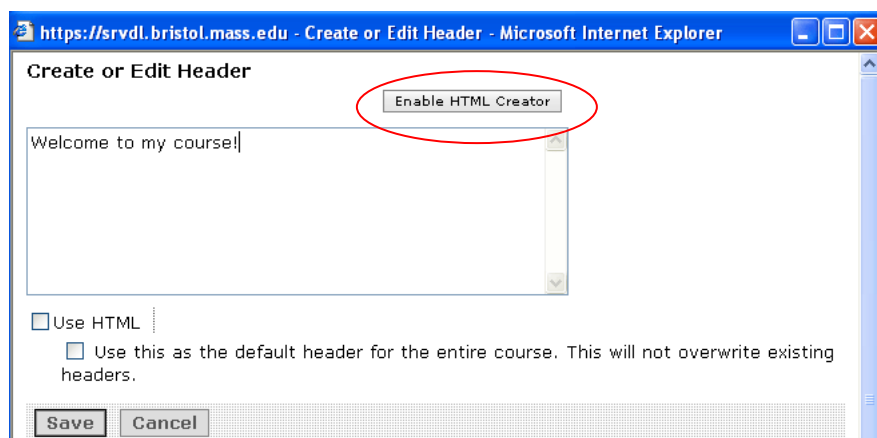 https://srvdl.bristol.mass.edu - Create or Edit Header - Microsoft Internet Explorer
Create or Edit Header
Enable HTML Creator
Welcome to my course!
Use HTML
Use this as the default header for the entire course. This will not overwrite existing
headers.
Save Cancel